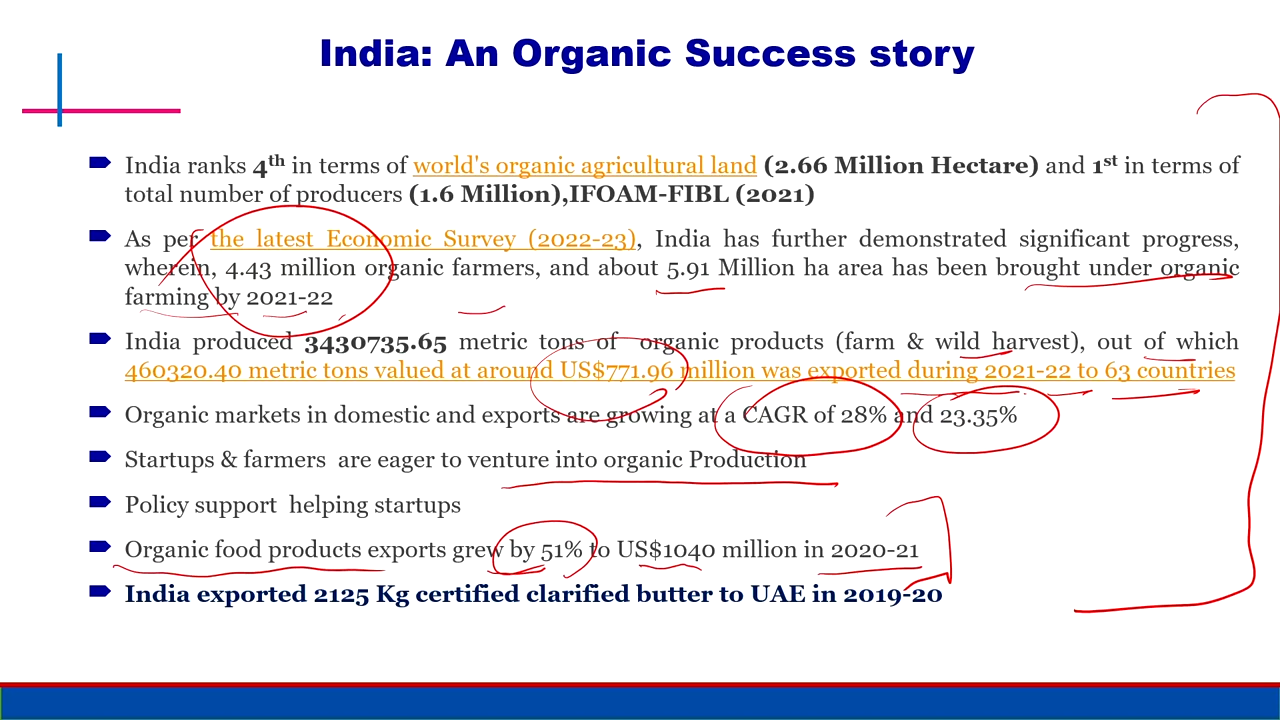 India: An Organic Success story
India ranks 4th in terms of world's organic agricultural land (2.66 Million Hectare) and 1st in terms of
total number of producers (1.6 Million),IFOAM-FIBL (2021)
As per the latest Economic Survey (2022-23), India has further demonstrated significant progress,
wherein, 4.43 million organic farmers, and about 5.91 Million ha area has been brought under organic
farming by 2021-22
India produced 3430735.65 metric tons of organic products (farm & wild harvest), out of which
460320.40 metric tons valued at around US$771.96 million was exported during 2021-22 to 63 countries
Organic markets in domestic and exports are growing at a CAGR of 28% and 23.35%
Startups & farmers are eager to venture into organic Production
Policy support helping startups
Organic food products exports grew by 51% to US$1040 million in 2020-21
India exported 2125 Kg certified clarified butter to UAE in 2019-20